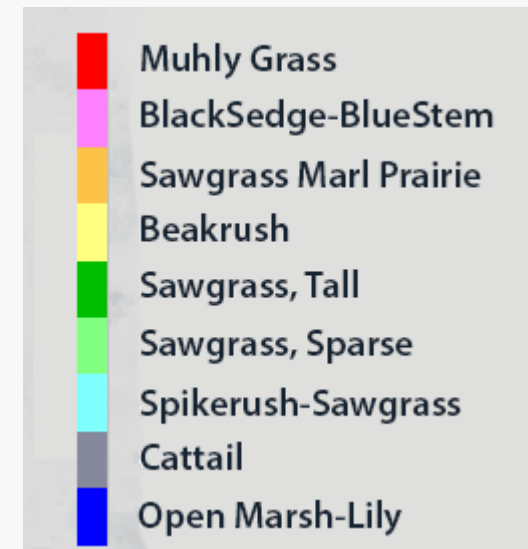 Muhly Grass
BlackSedge-BlueStem
Sawgrass Marl Prairie
Beakrush
Sawgrass, Tall
Sawgrass, Sparse
Spikerush-Sawgrass
Cattail
Open Marsh-Lily